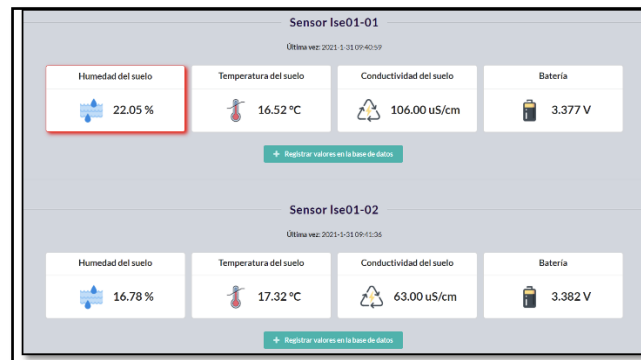 Sensor lse01-01
Última vez: 2021-1-31 09:40:59
Humedad del suelo Temperatura del suelo Conductividad del suelo Batería
22.05 % 16.52 ºC 106.00 uS/cm 3.377 V
+ Registrar valores en la base de datos
Sensor lse01-02
Última vez: 2021-1-31 09:41:36
Humedad del suelo Temperatura del suelo Conductividad del suelo Batería
16.78 % 17.32 ºC 63.00 uS/cm 3.382 V
+ Registrar valores en la base de datos